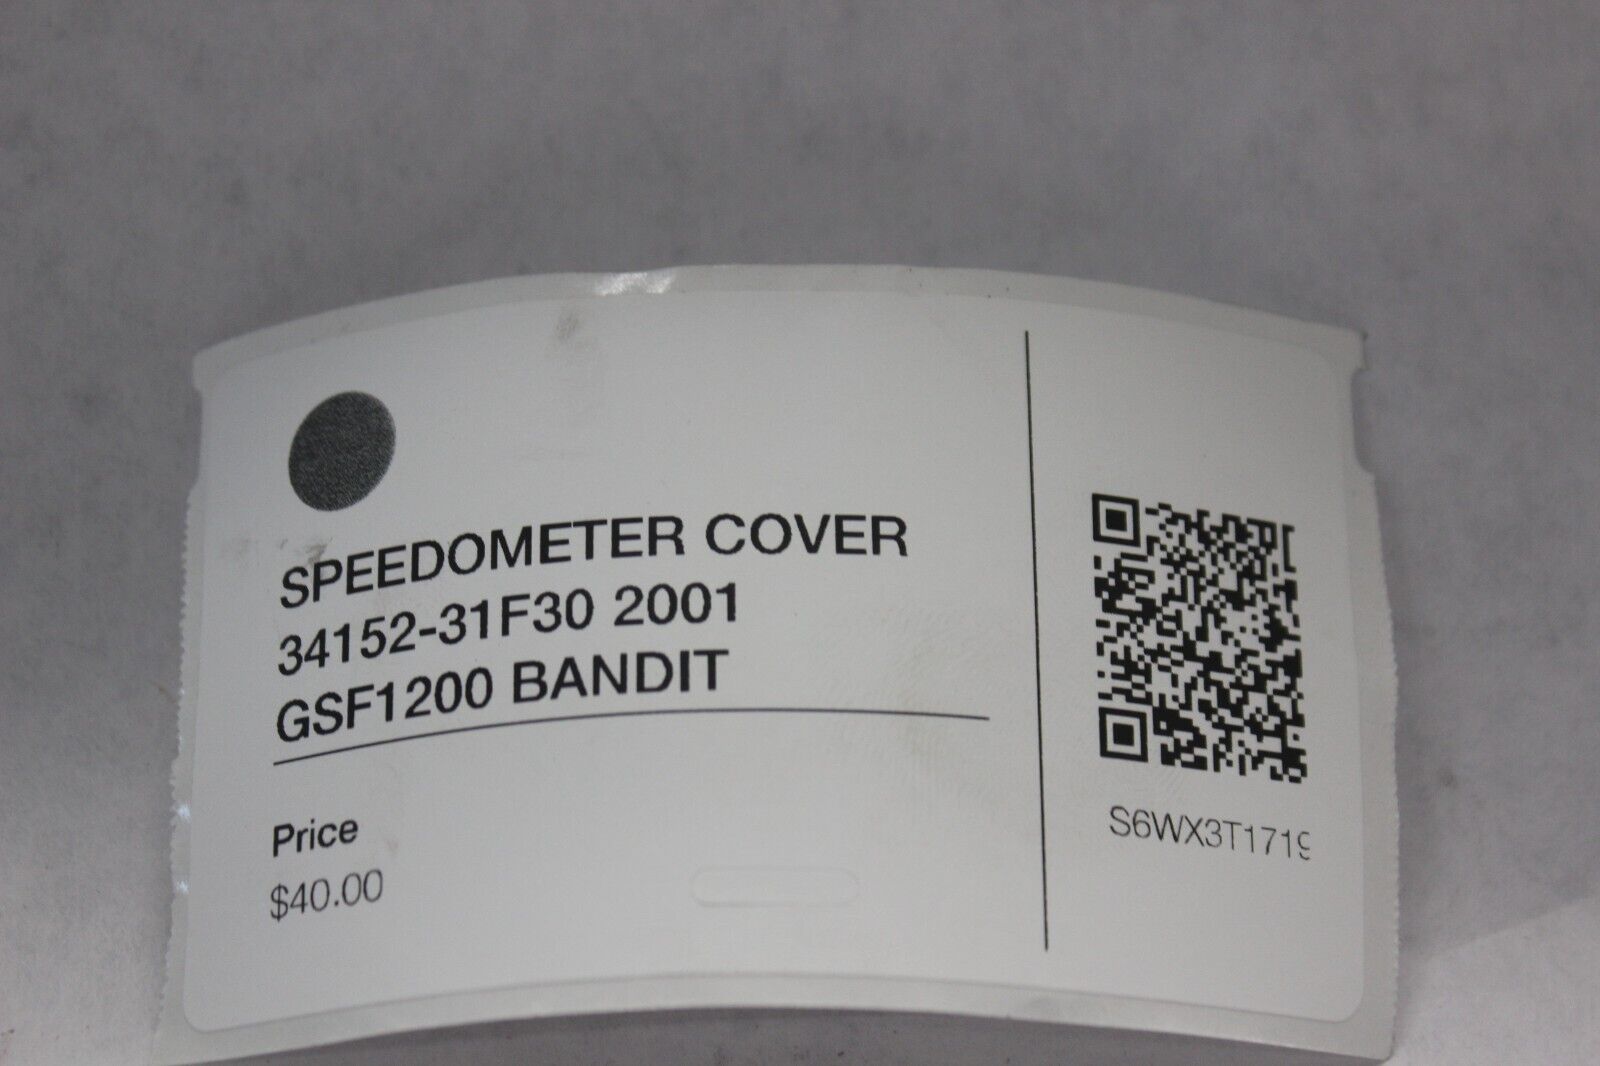 SPEEDOMETER COVER
34152-31F30 2001
GSF1200 BANDIT
Price
$40.00
S6WX3T1719